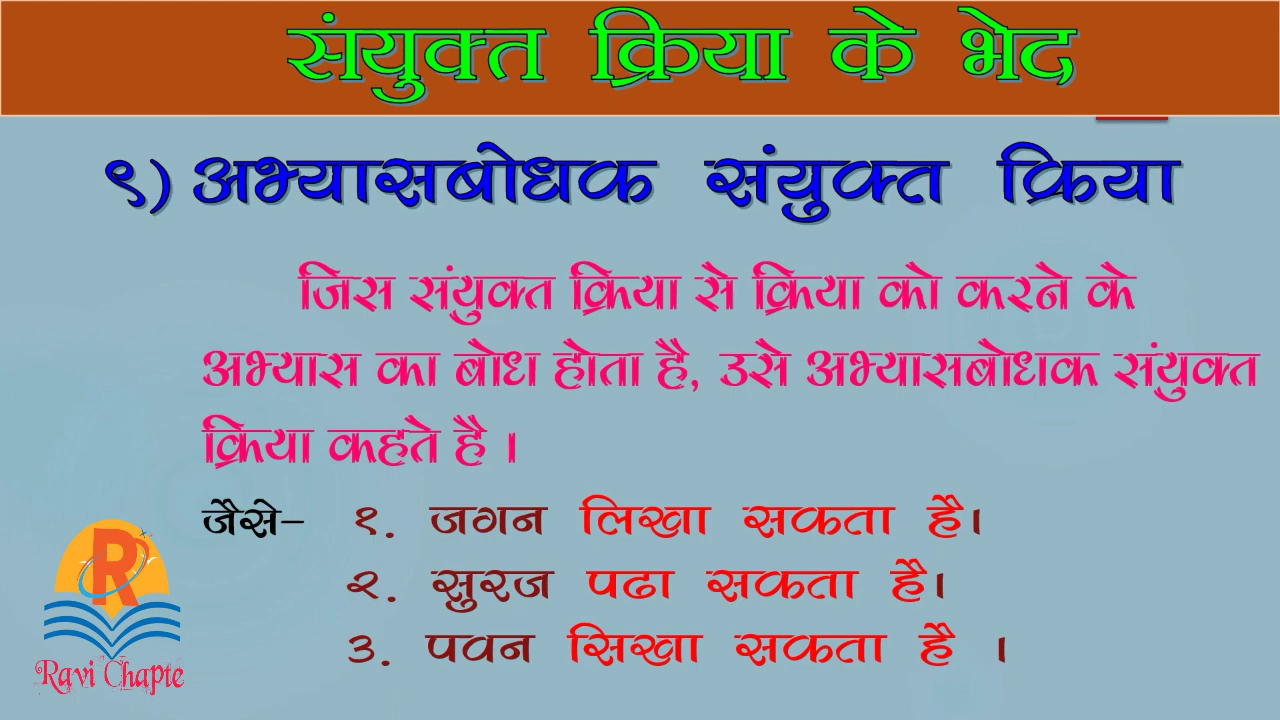 संयुक्त क्रिया के भेद
९) अभ्यासबोधक संयुक्त क्रिया
जिस संयुक्त क्रिया से क्रिया को करने के
अभ्यास का बोध होता है, उसे अभ्यासबोधक संयुक्त
क्रिया कहते है ।
जैसे- १. जगन लिखा सकता है।
२. सुरज पढा सकता है।
३. पवन सिखा सकता है ।
R
Ravi Chapte